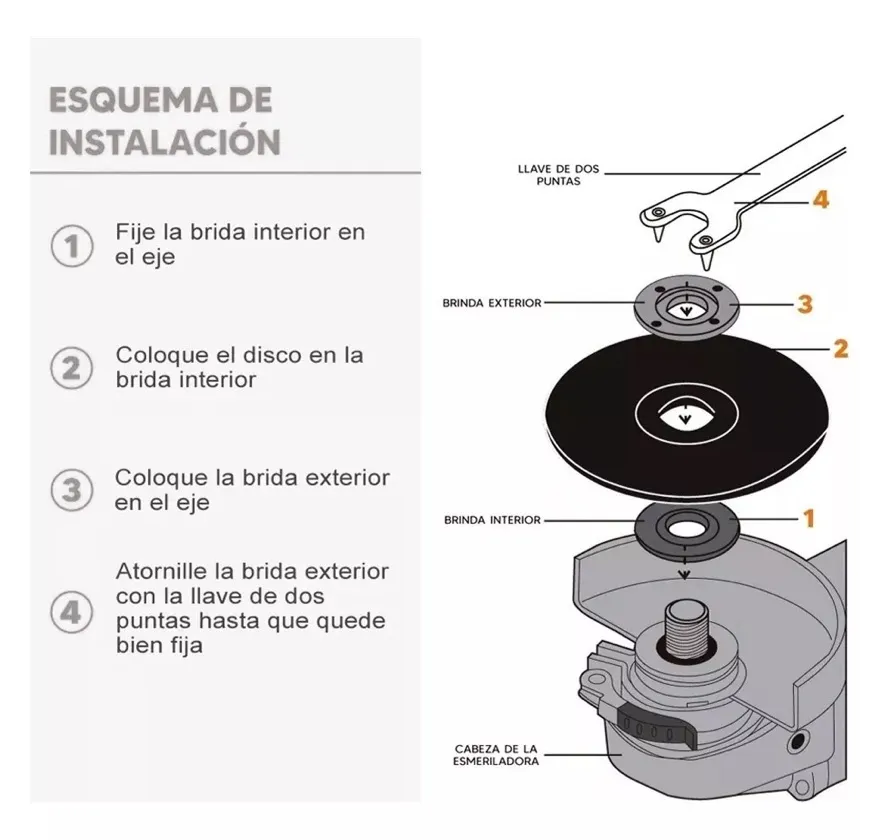 ESQUEMA DE
INSTALACIÓN
1
Fije la brida interior en
el eje
2
Coloque el disco en la
brida interior
3
Coloque la brida exterior
en el eje
4
Atornille la brida exterior
con la llave de dos
puntas hasta que quede
bien fija
LLAVE DE DOS
PUNTAS
4
BRINDA EXTERIOR
3
2
BRINDA INTERIOR
1
CABEZA DE LA
ESMERILADORA